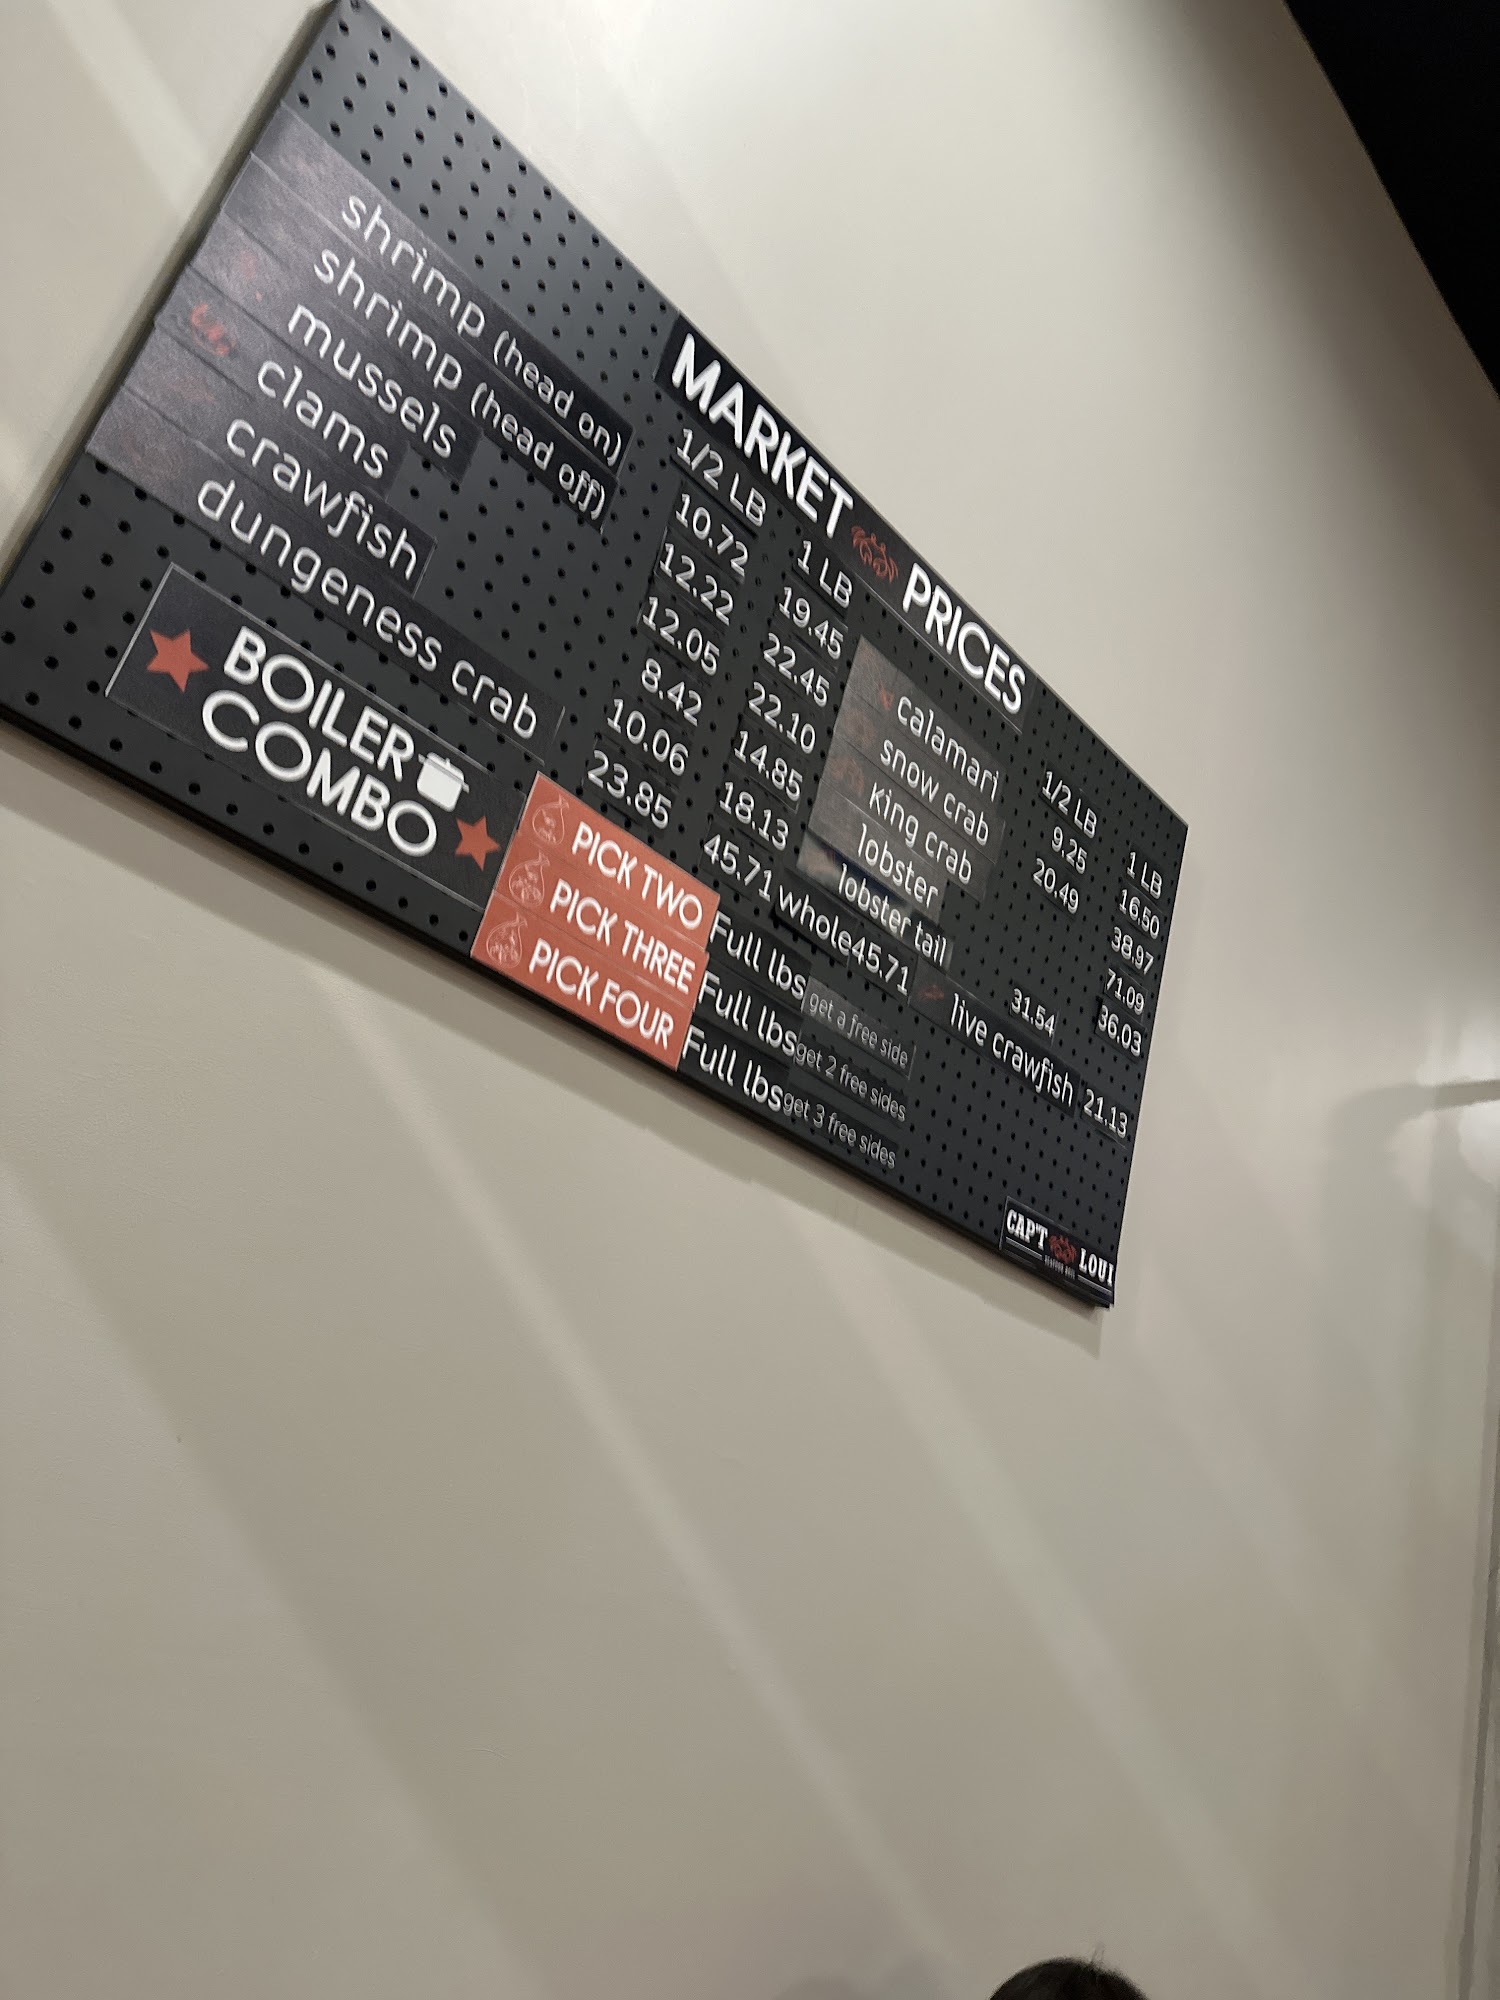 MARKET PRICES
1/2 LB 1 LB
shrimp (head on) 10.72 19.45
shrimp (head off) 12.22 22.45
mussels 12.05 22.10
clams 8.42 14.85
crawfish 10.06 18.13
dungeness crab 23.85 45.71 whole 45.71
1/2 LB 1 LB
calamari 9.25 16.50
snow crab 20.49 38.97
king crab 71.09
lobster 36.03
lobster tail 31.54
live crawfish 21.13
BOILER
COMBO
PICK TWO Full lbs get a free side
PICK THREE Full lbs get 2 free sides
PICK FOUR Full lbs get 3 free sides
CAP'T LOUI